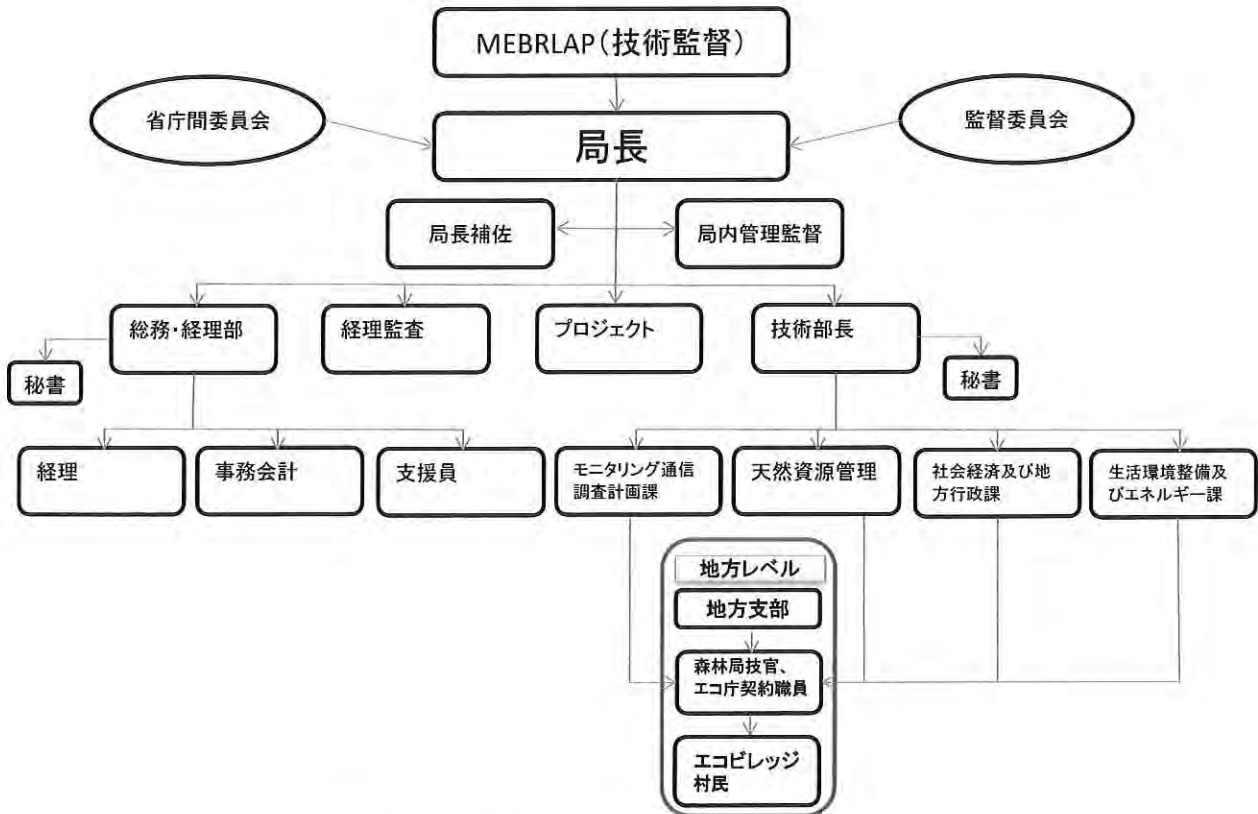 MEBRLAP(技術監督)
省庁間委員会
局長
監督委員会
局長補佐
局内管理監督
総務・経理部
経理監査
プロジェクト
技術部長
秘書
秘書
経理
事務会計
支援員
モニタリング通信
調査計画課
天然資源管理
社会経済及び地
方行政課
生活環境整備及
びエネルギー課
地方レベル
地方支部
森林局技官、
エコ庁契約職員
エコビレッジ
村民